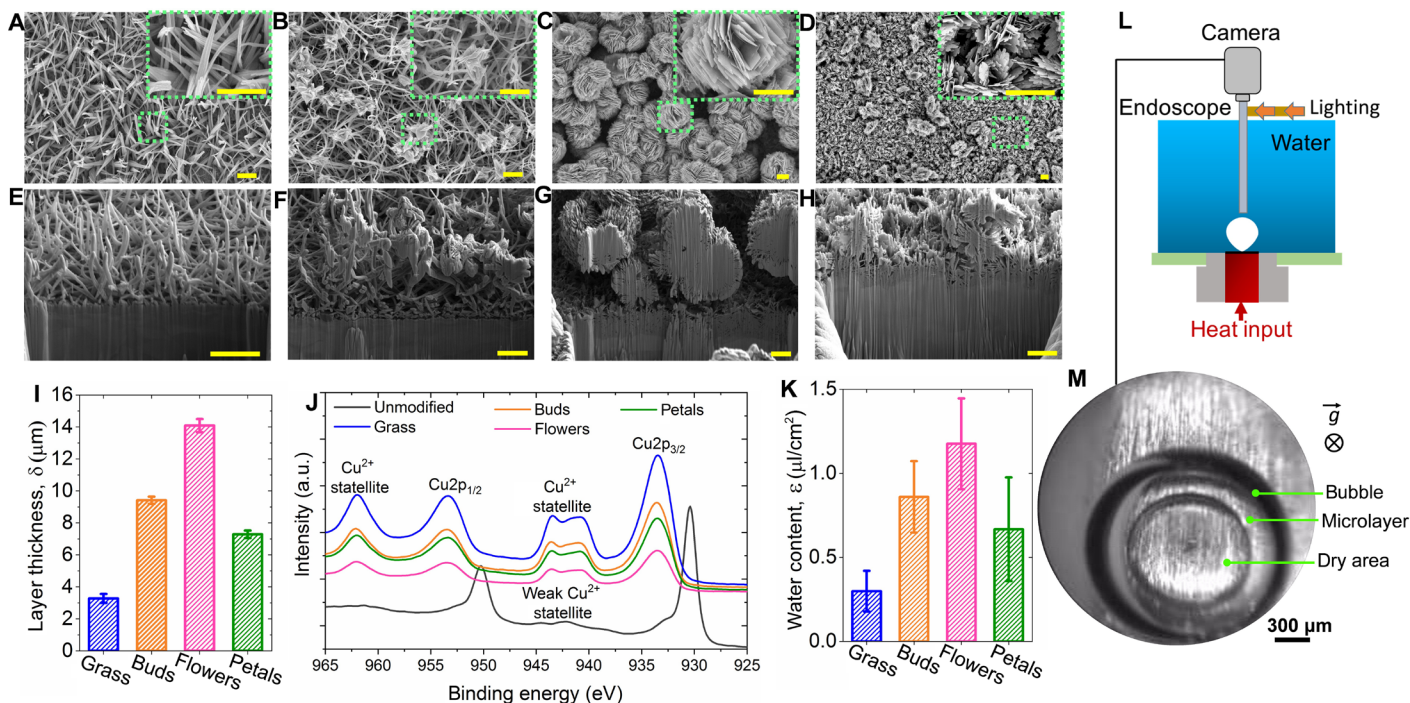 A
B
C
D
E
F
G
H
L
Camera
Endoscope
Lighting
Water
Heat input
I
Layer thickness, δ (μm)
16
14
12
10
8
6
4
2
0
Grass
Buds
Flowers
Petals
J
Unmodified
Grass
Buds
Flowers
Petals
Cu2+
statellite
Cu2p1/2
Cu2+
statellite
Cu2p3/2
Weak Cu2+
statellite
Intensity (a.u.)
965 960 955 950 945 940 935 930 925
Binding energy (eV)
K
Water content, ε (μl/cm2)
1.5
1.0
0.5
0.0
Grass
Buds
Flowers
Petals
M
g
Bubble
Microlayer
Dry area
300 μm